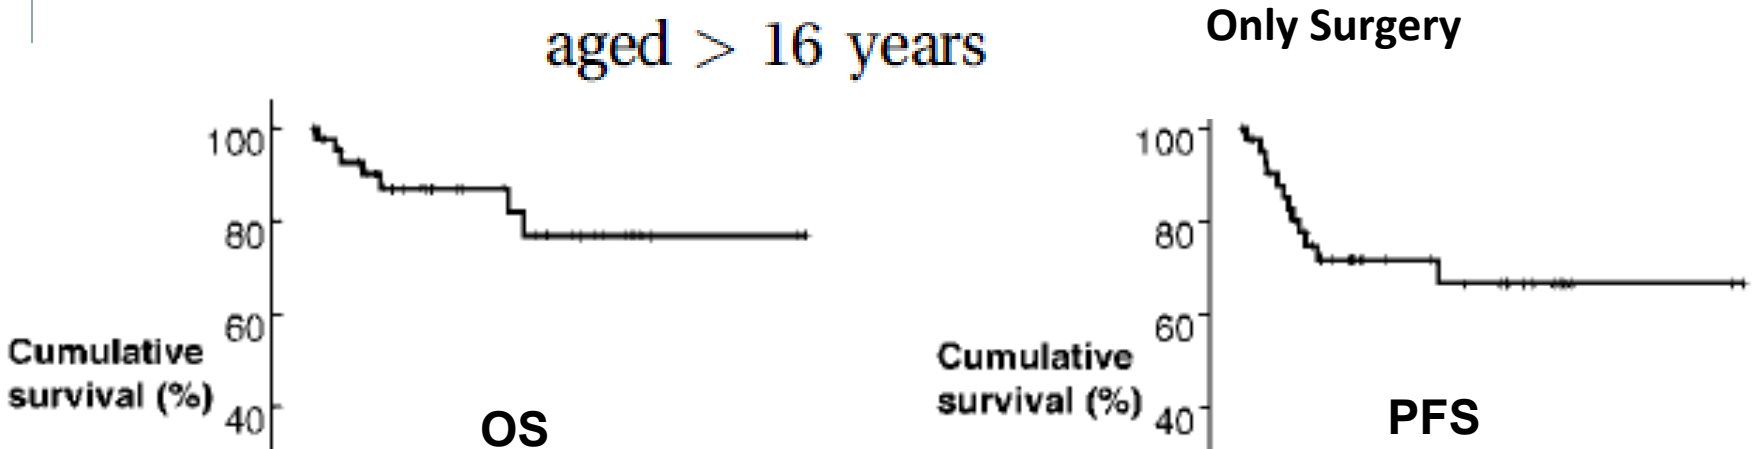 aged > 16 years
Only Surgery
100
80
60
40
Cumulative
survival (%)
OS
100
80
60
40
Cumulative
survival (%)
PFS